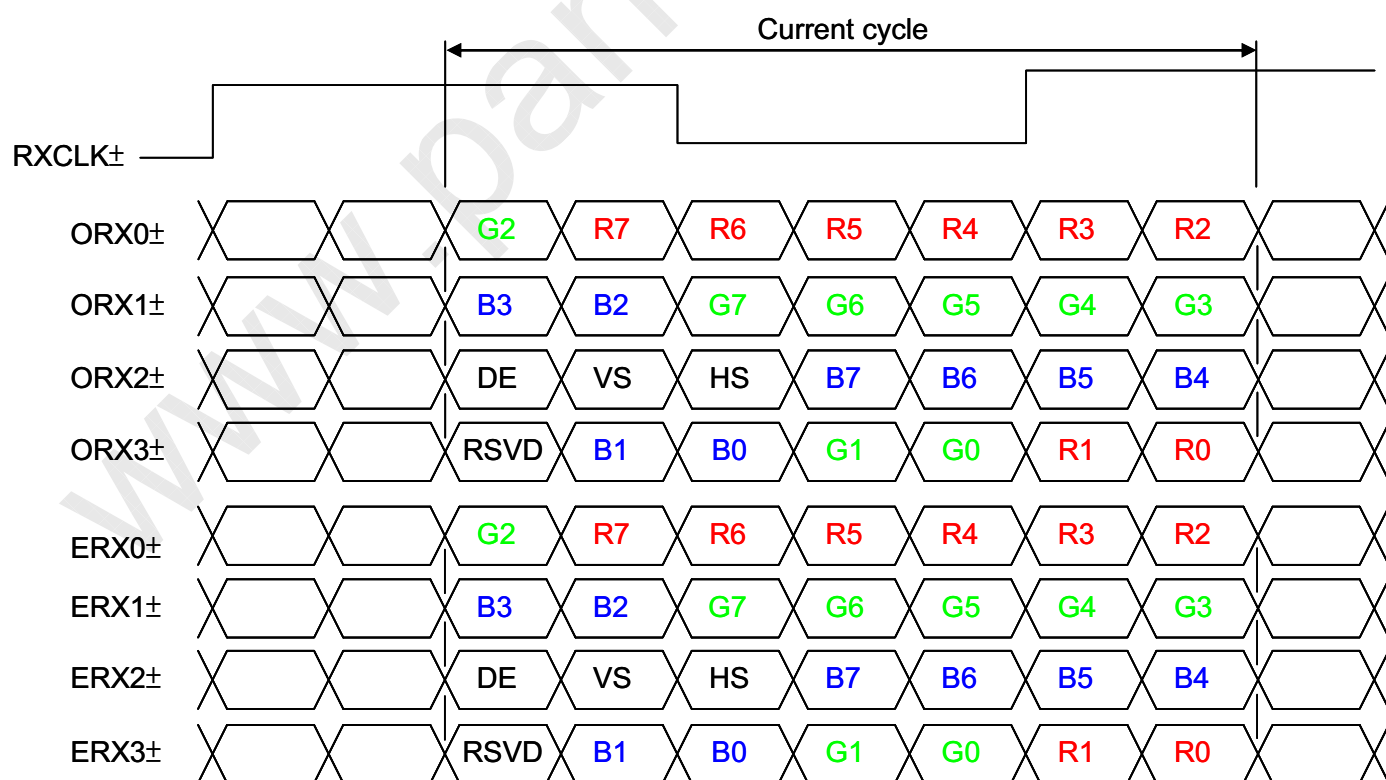 Current cycle
RXCLK±
ORX0± G2 R7 R6 R5 R4 R3 R2
ORX1± B3 B2 G7 G6 G5 G4 G3
ORX2± DE VS HS B7 B6 B5 B4
ORX3± RSVD B1 B0 G1 G0 R1 R0
ERX0± G2 R7 R6 R5 R4 R3 R2
ERX1± B3 B2 G7 G6 G5 G4 G3
ERX2± DE VS HS B7 B6 B5 B4
ERX3± RSVD B1 B0 G1 G0 R1 R0
www.pan